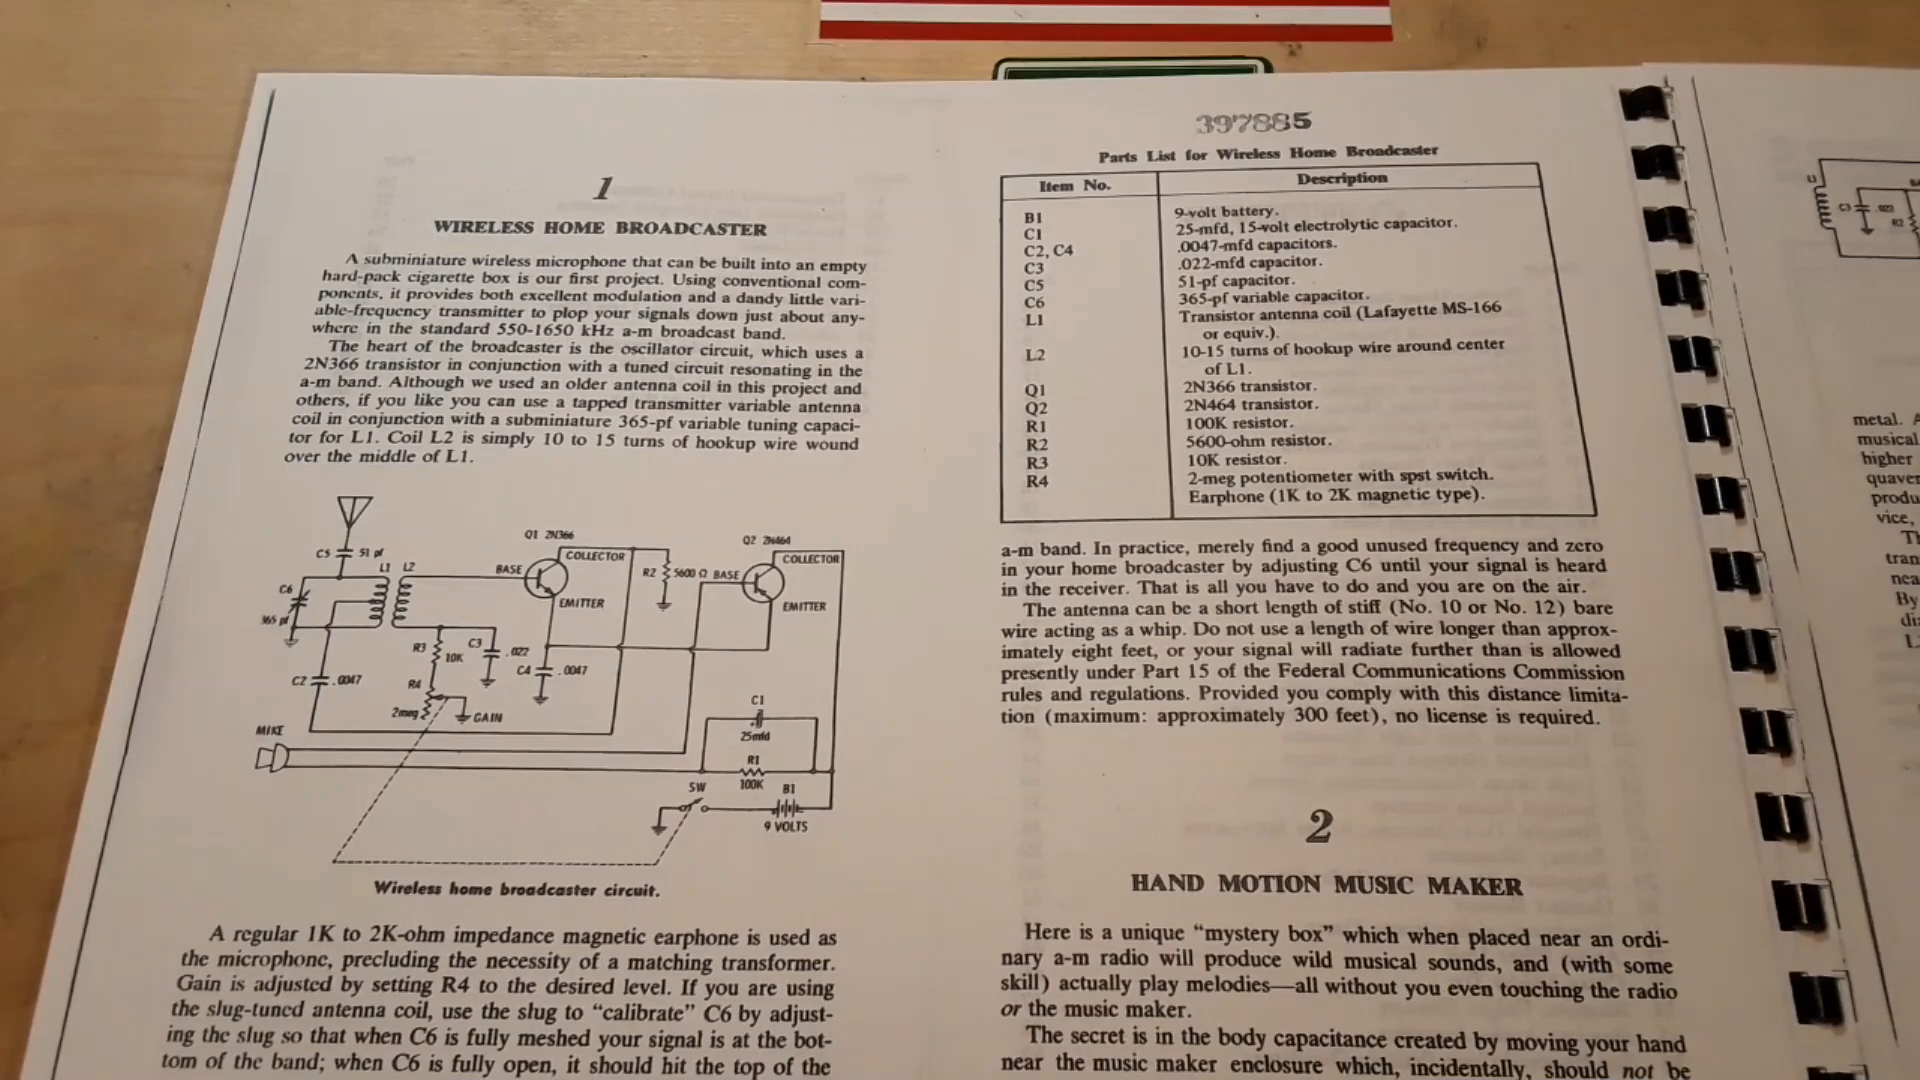 1
WIRELESS HOME BROADCASTER
A subminiature wireless microphone that can be built into an empty
hard-pack cigarette box is our first project. Using conventional com-
ponents, it provides both excellent modulation and a dandy little vari-
able-frequency transmitter to plop your signals down just about any-
where in the standard 550-1650 kHz a-m broadcast band.
The heart of the broadcaster is the oscillator circuit, which uses a
2N366 transistor in conjunction with a tuned circuit resonating in the
a-m band. Although we used an older antenna coil in this project and
others, if you like you can use a tapped transmitter variable antenna
coil in conjunction with a subminiature 365-pf variable tuning capaci-
tor for L1. Coil L2 is simply 10 to 15 turns of hookup wire wound
over the middle of L1.
C5 51 pf
L1 L2
C6
365 pf
C2 .0047
MIKE
R3 10K
R4
2meg
GAIN
C3 .022
C4 .0047
Q1 2N366
BASE
COLLECTOR
EMITTER
R2 5600 Ω
Q2 2N464
BASE
COLLECTOR
EMITTER
C1
25mfd
R1
100K
SW
B1
9 VOLTS
Wireless home broadcaster circuit.
A regular 1K to 2K-ohm impedance magnetic earphone is used as
the microphone, precluding the necessity of a matching transformer.
Gain is adjusted by setting R4 to the desired level. If you are using
the slug-tuned antenna coil, use the slug to “calibrate” C6 by adjust-
ing the slug so that when C6 is fully meshed your signal is at the bot-
tom of the band; when C6 is fully open, it should hit the top of the
397885
Parts List for Wireless Home Broadcaster
Item No. Description
B1 9-volt battery.
C1 25-mfd, 15-volt electrolytic capacitor.
C2, C4 .0047-mfd capacitors.
C3 .022-mfd capacitor.
C5 51-pf capacitor.
C6 365-pf variable capacitor.
L1 Transistor antenna coil (Lafayette MS-166
or equiv.).
L2 10-15 turns of hookup wire around center
of L1.
Q1 2N366 transistor.
Q2 2N464 transistor.
R1 100K resistor.
R2 5600-ohm resistor.
R3 10K resistor.
R4 2-meg potentiometer with spst switch.
Earphone (1K to 2K magnetic type).
a-m band. In practice, merely find a good unused frequency and zero
in your home broadcaster by adjusting C6 until your signal is heard
in the receiver. That is all you have to do and you are on the air.
The antenna can be a short length of stiff (No. 10 or No. 12) bare
wire acting as a whip. Do not use a length of wire longer than approx-
imately eight feet, or your signal will radiate further than is allowed
presently under Part 15 of the Federal Communications Commission
rules and regulations. Provided you comply with this distance limita-
tion (maximum: approximately 300 feet), no license is required.
2
HAND MOTION MUSIC MAKER
Here is a unique “mystery box” which when placed near an ordi-
nary a-m radio will produce wild musical sounds, and (with some
skill) actually play melodies—all without you even touching the radio
or the music maker.
The secret is in the body capacitance created by moving your hand
near the music maker enclosure which, incidentally, should not be
L1
C3 .022
R2
metal.
musical
higher
quaver
produ
vice,
tran
nea
By